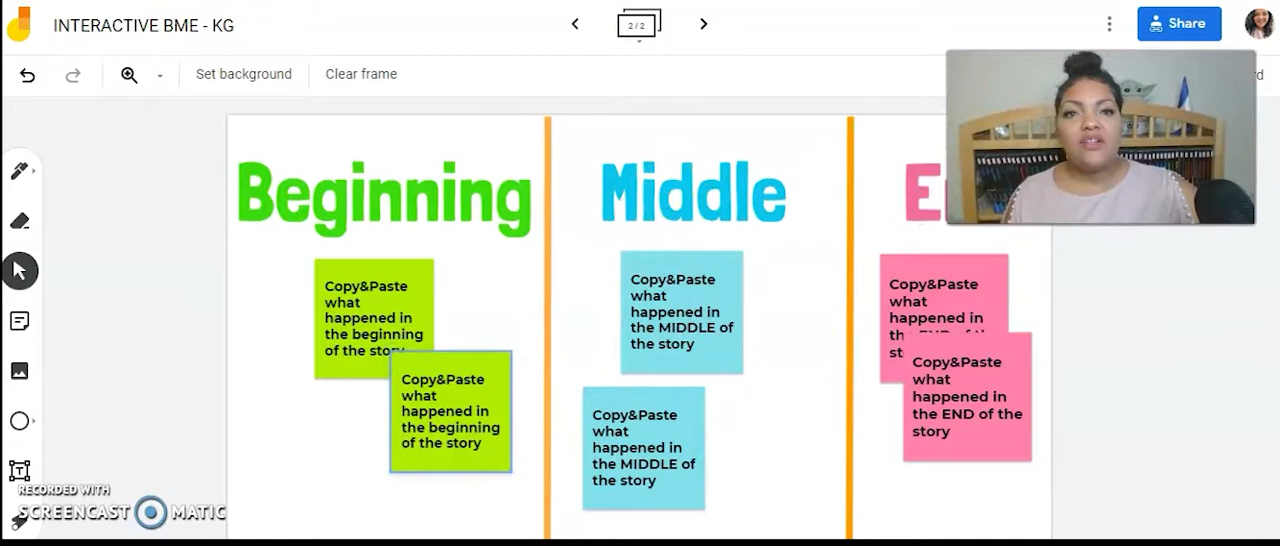 INTERACTIVE BME - KG
2 / 2
Share
Set background
Clear frame
Beginning
Middle
Copy&Paste
what
happened in
the beginning
of the story
Copy&Paste
what
happened in
the beginning
of the story
Copy&Paste
what
happened in
the MIDDLE of
the story
Copy&Paste
what
happened in
the MIDDLE of
the story
Copy&Paste
what
happened in
Copy&Paste
what
happened in
the END of the
story
RECORDED WITH
SCREENCAST MATIC